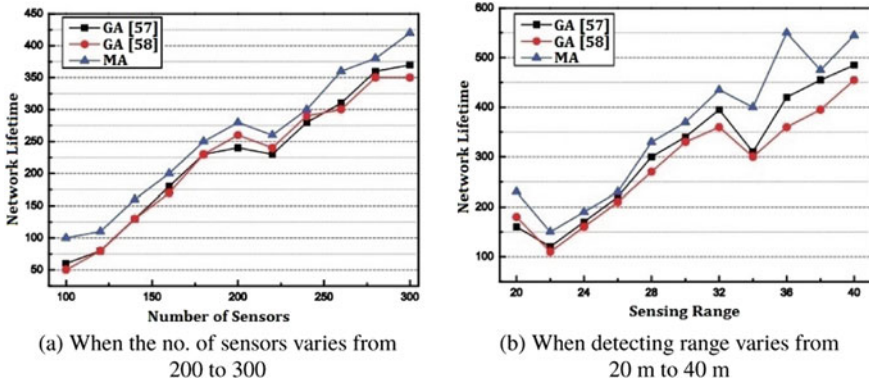 450
400
350
300
250
200
150
100
50
Network Lifetime
GA [57]
GA [58]
MA
100 150 200 250 300
Number of Sensors
(a) When the no. of sensors varies from
200 to 300
600
500
400
300
200
100
Network Lifetime
GA [57]
GA [58]
MA
20 24 28 32 36 40
Sensing Range
(b) When detecting range varies from
20 m to 40 m